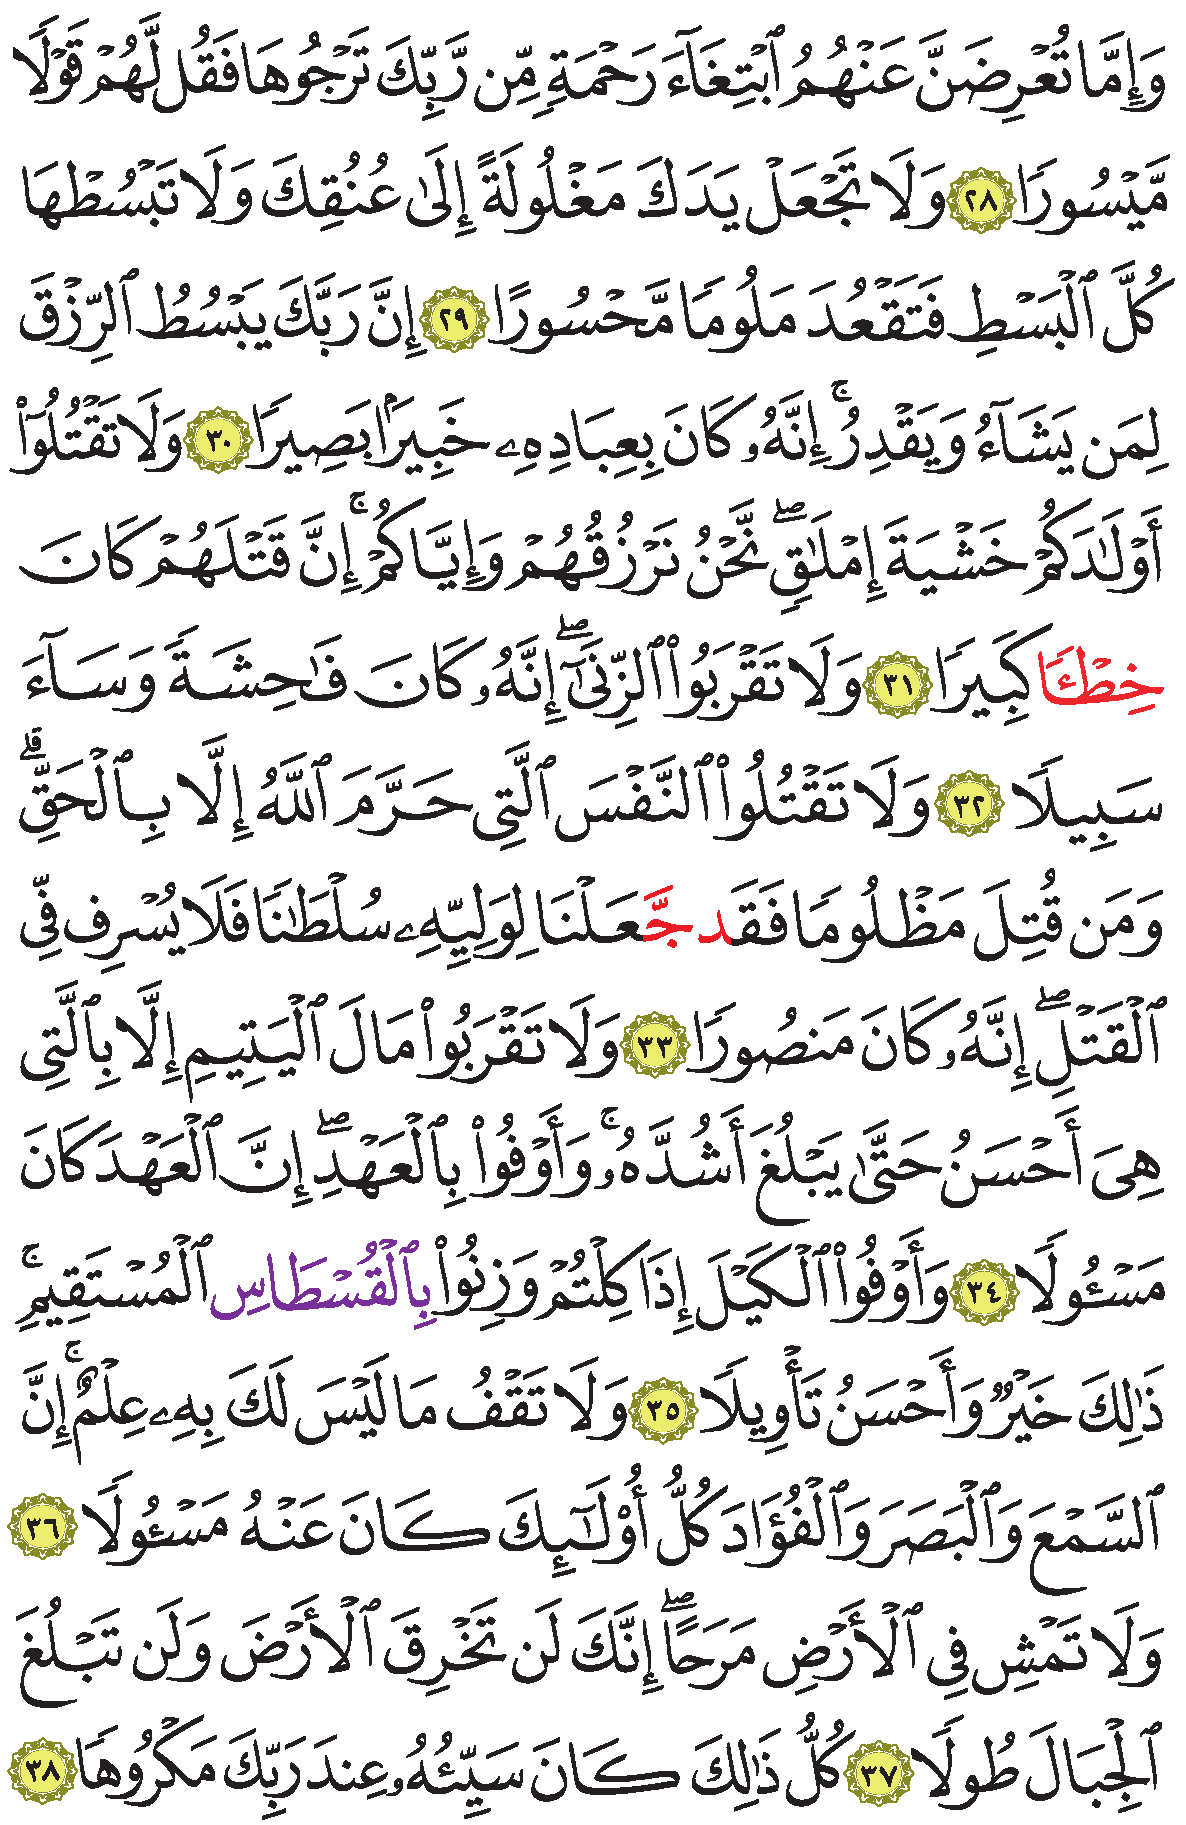 وَإِمَّا تُعْرِضَنَّ عَنْهُمُ ٱبْتِغَآءَ رَحْمَةٍ مِّن رَّبِّكَ تَرْجُوهَا فَقُل لَّهُمْ قَوْلًا
مَّيْسُورًا ٢٨ وَلَا تَجْعَلْ يَدَكَ مَغْلُولَةً إِلَىٰ عُنُقِكَ وَلَا تَبْسُطْهَا
كُلَّ ٱلْبَسْطِ فَتَقْعُدَ مَلُومًا مَّحْسُورًا ٢٩ إِنَّ رَبَّكَ يَبْسُطُ ٱلرِّزْقَ
لِمَن يَشَآءُ وَيَقْدِرُ ۚ إِنَّهُۥ كَانَ بِعِبَادِهِۦ خَبِيرًۢا بَصِيرًا ٣٠ وَلَا تَقْتُلُوٓا۟
أَوْلَٰدَكُمْ خَشْيَةَ إِمْلَٰقٍ ۖ نَّحْنُ نَرْزُقُهُمْ وَإِيَّاكُمْ ۚ إِنَّ قَتْلَهُمْ كَانَ
خِطْـًٔا كَبِيرًا ٣١ وَلَا تَقْرَبُوا۟ ٱلزِّنَىٰٓ ۖ إِنَّهُۥ كَانَ فَٰحِشَةً وَسَآءَ
سَبِيلًا ٣٢ وَلَا تَقْتُلُوا۟ ٱلنَّفْسَ ٱلَّتِى حَرَّمَ ٱللَّهُ إِلَّا بِٱلْحَقِّ ۗ
وَمَن قُتِلَ مَظْلُومًا فَقَد جَّعَلْنَا لِوَلِيِّهِۦ سُلْطَٰنًا فَلَا يُسْرِف فِّى
ٱلْقَتْلِ ۖ إِنَّهُۥ كَانَ مَنصُورًا ٣٣ وَلَا تَقْرَبُوا۟ مَالَ ٱلْيَتِيمِ إِلَّا بِٱلَّتِى
هِىَ أَحْسَنُ حَتَّىٰ يَبْلُغَ أَشُدَّهُۥ ۚ وَأَوْفُوا۟ بِٱلْعَهْدِ ۖ إِنَّ ٱلْعَهْدَ كَانَ
مَسْـُٔولًا ٣٤ وَأَوْفُوا۟ ٱلْكَيْلَ إِذَا كِلْتُمْ وَزِنُوا۟ بِٱلْقُسْطَاسِ ٱلْمُسْتَقِيمِ ۚ
ذَٰلِكَ خَيْرٌ وَأَحْسَنُ تَأْوِيلًا ٣٥ وَلَا تَقْفُ مَا لَيْسَ لَكَ بِهِۦ عِلْمٌ ۚ إِنَّ
ٱلسَّمْعَ وَٱلْبَصَرَ وَٱلْفُؤَادَ كُلُّ أُو۟لَٰٓئِكَ كَانَ عَنْهُ مَسْـُٔولًا ٣٦
وَلَا تَمْشِ فِى ٱلْأَرْضِ مَرَحًا ۖ إِنَّكَ لَن تَخْرِقَ ٱلْأَرْضَ وَلَن تَبْلُغَ
ٱلْجِبَالَ طُولًا ٣٧ كُلُّ ذَٰلِكَ كَانَ سَيِّئُهُۥ عِندَ رَبِّكَ مَكْرُوهًا ٣٨